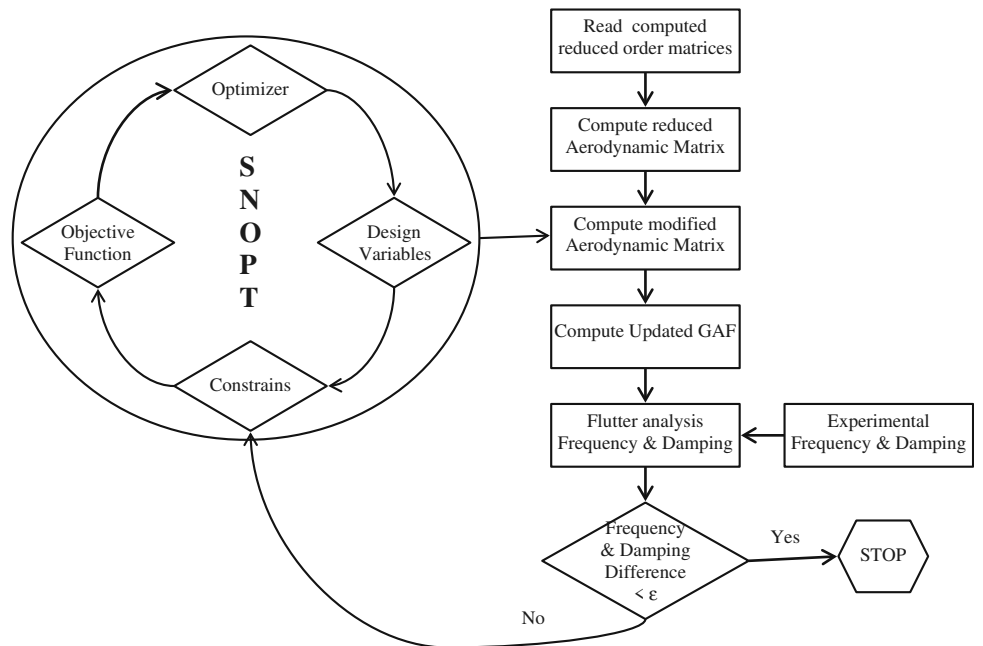 Read computed
reduced order matrices
Compute reduced
Aerodynamic Matrix
Compute modified
Aerodynamic Matrix
Compute Updated GAF
Flutter analysis
Frequency & Damping
Experimental
Frequency & Damping
Frequency
& Damping
Difference
< ε
Yes
STOP
No
Optimizer
Design
Variables
Constrains
Objective
Function
S
N
O
P
T